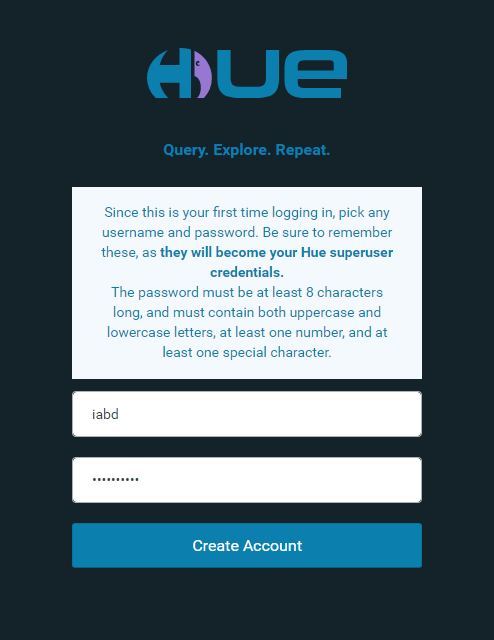 HUE
Query. Explore. Repeat.
Since this is your first time logging in, pick any
username and password. Be sure to remember
these, as they will become your Hue superuser
credentials.
The password must be at least 8 characters
long, and must contain both uppercase and
lowercase letters, at least one number, and at
least one special character.
iabd
••••••••••
Create Account